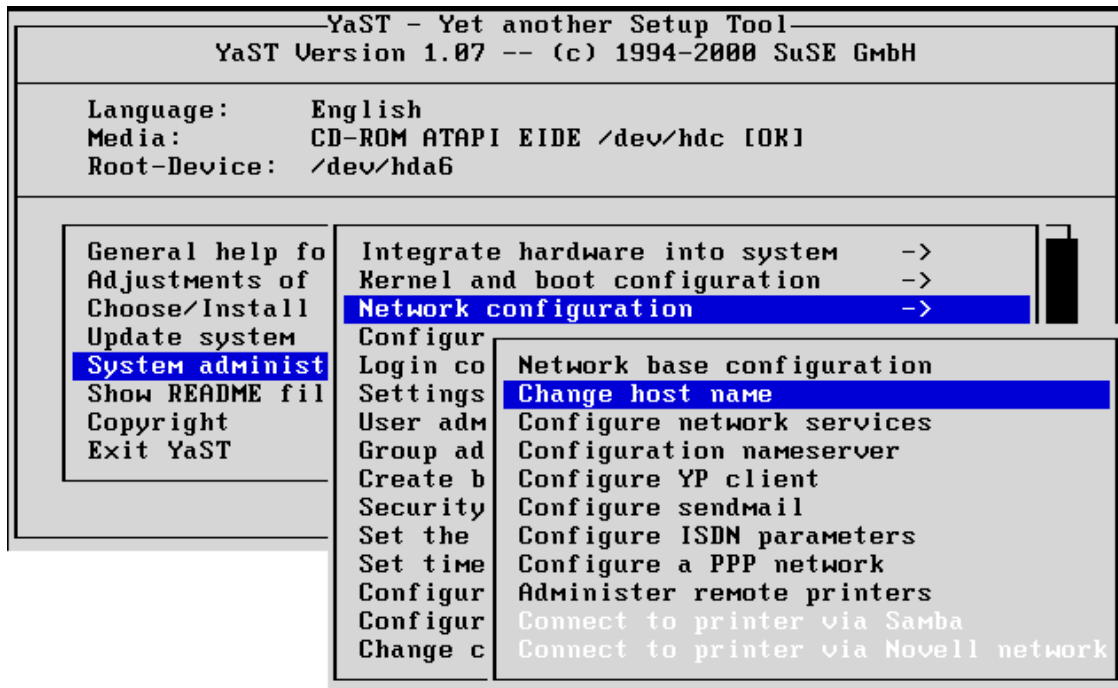 YaST - Yet another Setup Tool
YaST Version 1.07 -- (c) 1994-2000 SuSE GmbH
Language: English
Media: CD-ROM ATAPI EIDE /dev/hdc [OK]
Root-Device: /dev/hda6
General help fo
Adjustments of
Choose/Install
Update system
System administ
Show README fil
Copyright
Exit YaST
Integrate hardware into system ->
Kernel and boot configuration ->
Network configuration ->
Configur
Login co
Settings
User adm
Group ad
Create b
Security
Set the
Set time
Configur
Configur
Change c
Network base configuration
Change host name
Configure network services
Configuration nameserver
Configure YP client
Configure sendmail
Configure ISDN parameters
Configure a PPP network
Administer remote printers
Connect to printer via Samba
Connect to printer via Novell network